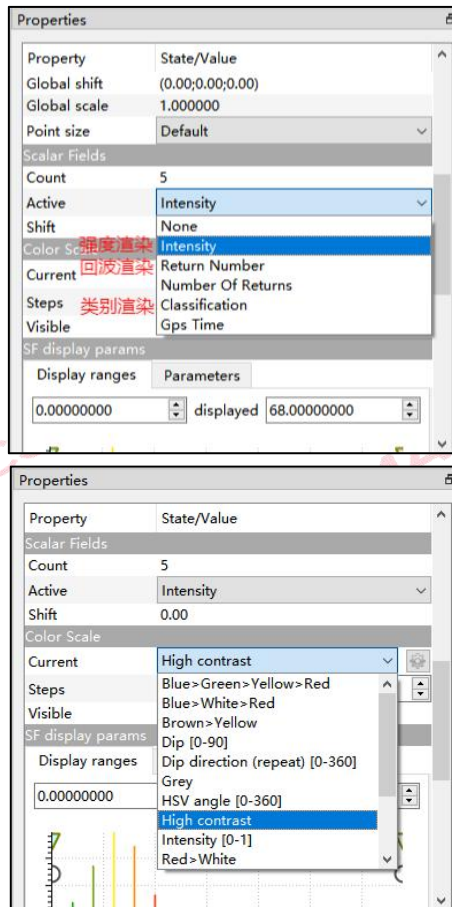 Properties
Property State/Value
Global shift (0.00;0.00;0.00)
Global scale 1.000000
Point size Default
Scalar Fields
Count 5
Active Intensity
Shift None
强度渲染 Intensity
Current 回波渲染 Return Number
Number Of Returns
Steps 类别渲染 Classification
Visible Gps Time
SF display params
Display ranges Parameters
0.00000000 displayed 68.00000000
Properties
Property State/Value
Scalar Fields
Count 5
Active Intensity
Shift 0.00
Color Scale
Current High contrast
Steps Blue>Green>Yellow>Red
Blue>White>Red
Visible Brown>Yellow
SF display params Dip [0-90]
Display ranges Dip direction (repeat) [0-360]
Grey
0.00000000 HSV angle [0-360]
High contrast
Intensity [0-1]
Red>White